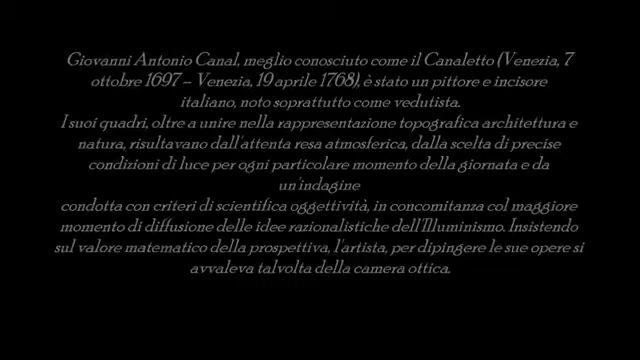 Giovanni Antonio Canal, meglio conosciuto come il Canaletto (Venezia, 7
ottobre 1697 – Venezia, 19 aprile 1768), è stato un pittore e incisore
italiano, noto soprattutto come vedutista.
I suoi quadri, oltre a unire nella rappresentazione topografica architettura e
natura, risultavano dall'attenta resa atmosferica, dalla scelta di precise
condizioni di luce per ogni particolare momento della giornata e da
un'indagine
condotta con criteri di scientifica oggettività, in concomitanza col maggiore
momento di diffusione delle idee razionalistiche dell'Illuminismo. Insistendo
sul valore matematico della prospettiva, l'artista, per dipingere le sue opere si
avvaleva talvolta della camera ottica.